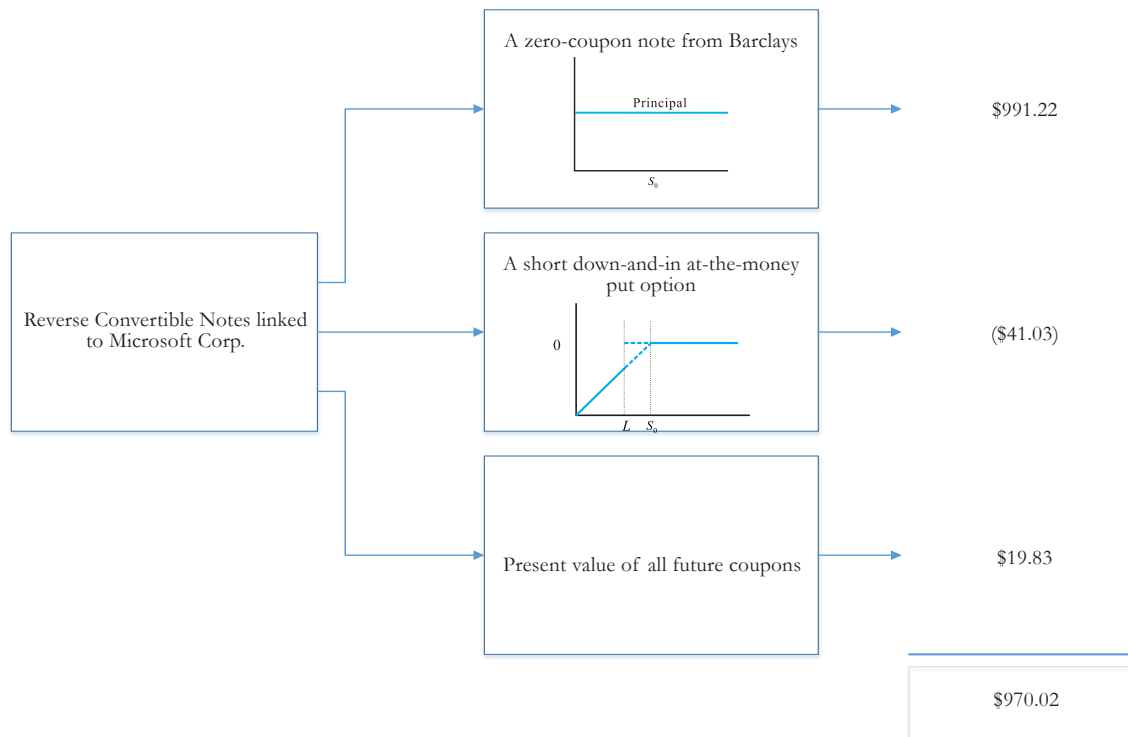 A zero-coupon note from Barclays
Principal
S₀
$991.22
Reverse Convertible Notes linked
to Microsoft Corp.
A short down-and-in at-the-money
put option
0
L S₀
($41.03)
Present value of all future coupons
$19.83
$970.02